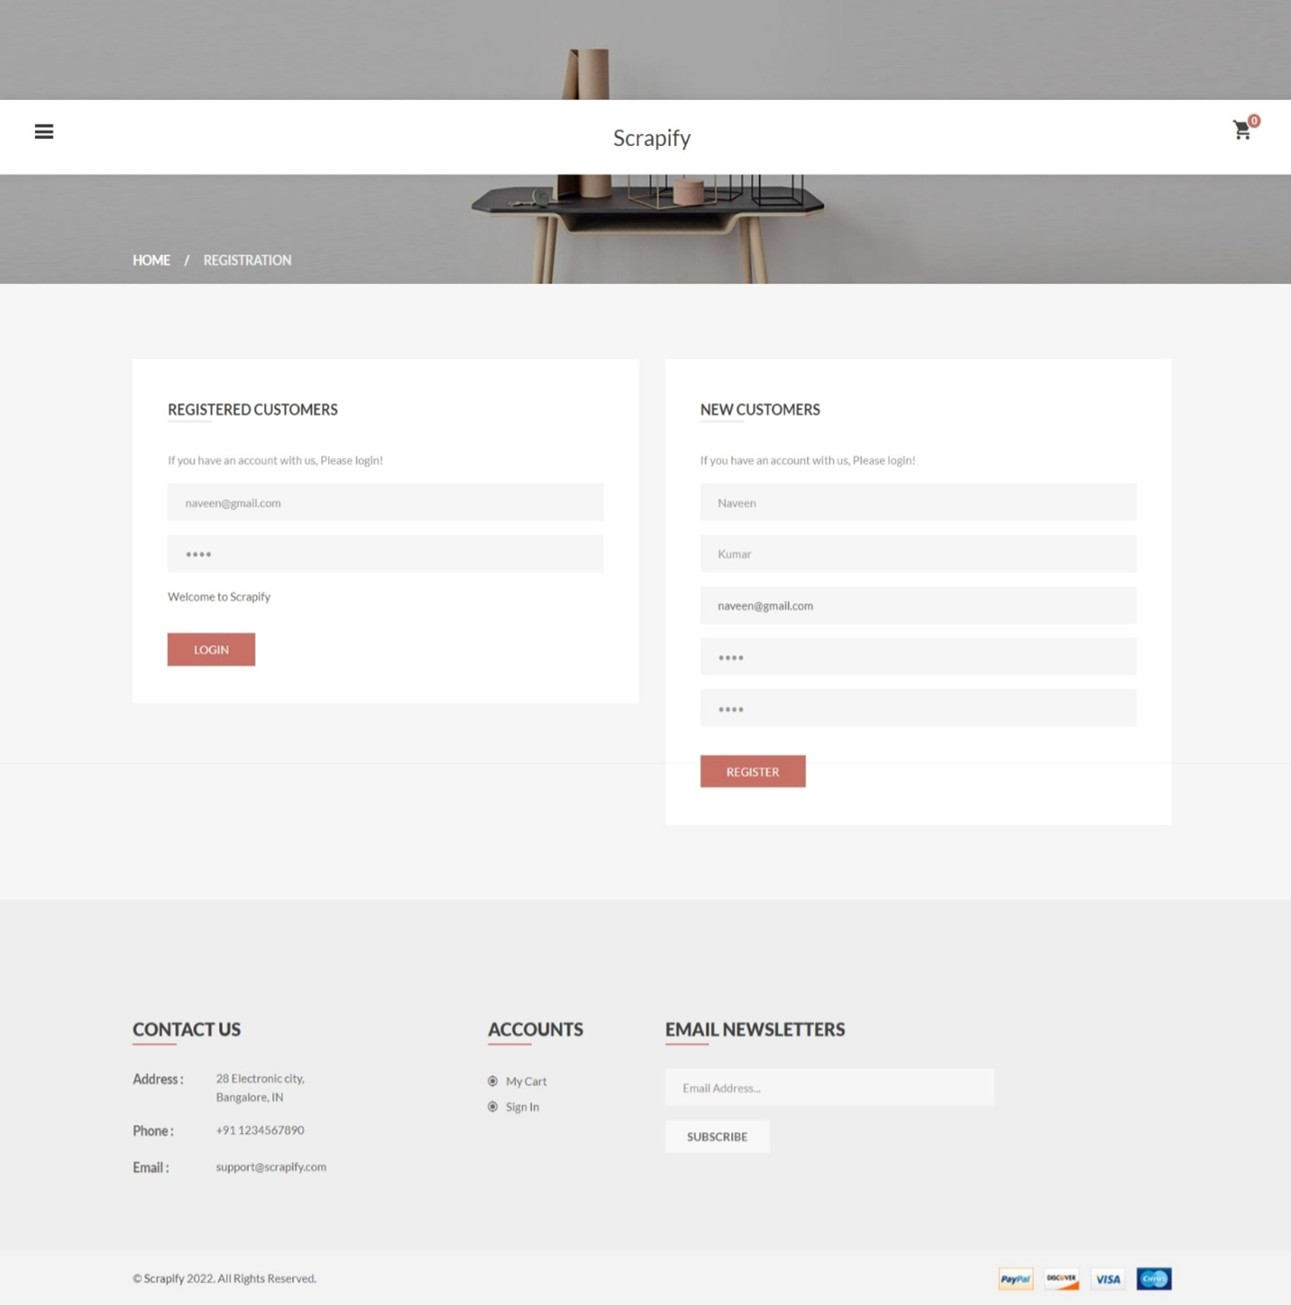 Scrapify
0
HOME / REGISTRATION
REGISTERED CUSTOMERS
If you have an account with us, Please login!
naveen@gmail.com
••••
Welcome to Scrapify
LOGIN
NEW CUSTOMERS
If you have an account with us, Please login!
Naveen
Kumar
naveen@gmail.com
••••
••••
REGISTER
CONTACT US
Address : 28 Electronic city,
Bangalore, IN
Phone : +91 1234567890
Email : support@scrapify.com
ACCOUNTS
My Cart
Sign In
EMAIL NEWSLETTERS
Email Address...
SUBSCRIBE
© Scrapify 2022. All Rights Reserved.
PayPal DISCOVER VISA Cirrus